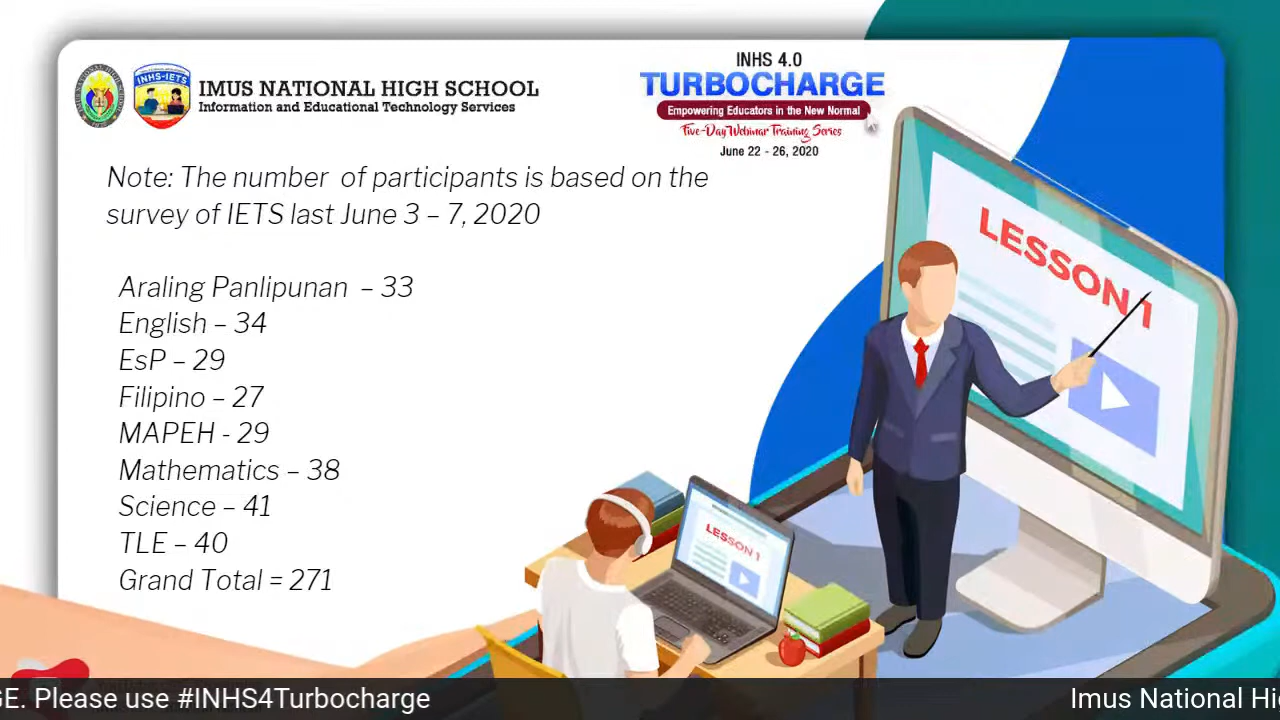 INHS-IETS
IMUS NATIONAL HIGH SCHOOL
Information and Educational Technology Services
INHS 4.0
TURBOCHARGE
Empowering Educators in the New Normal
Five-Day Webinar Training Series
June 22 - 26, 2020
Note: The number of participants is based on the
survey of IETS last June 3 – 7, 2020
Araling Panlipunan – 33
English – 34
EsP – 29
Filipino – 27
MAPEH - 29
Mathematics – 38
Science – 41
TLE – 40
Grand Total = 271
LESSON 1
LESSON 1
GE. Please use #INHS4Turbocharge
Imus National Hi